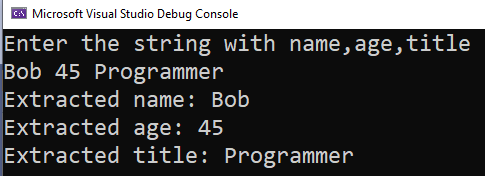 Microsoft Visual Studio Debug Console
Enter the string with name,age,title
Bob 45 Programmer
Extracted name: Bob
Extracted age: 45
Extracted title: Programmer